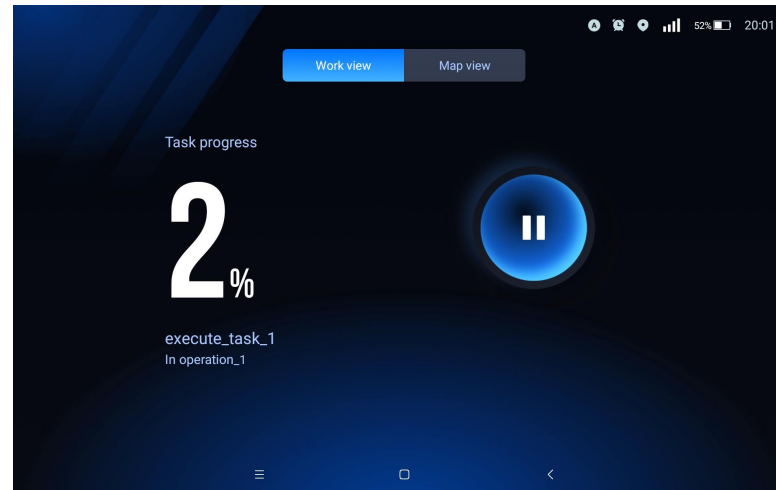 A 52% 20:01
Work view Map view
Task progress
2%
execute_task_1
In operation_1